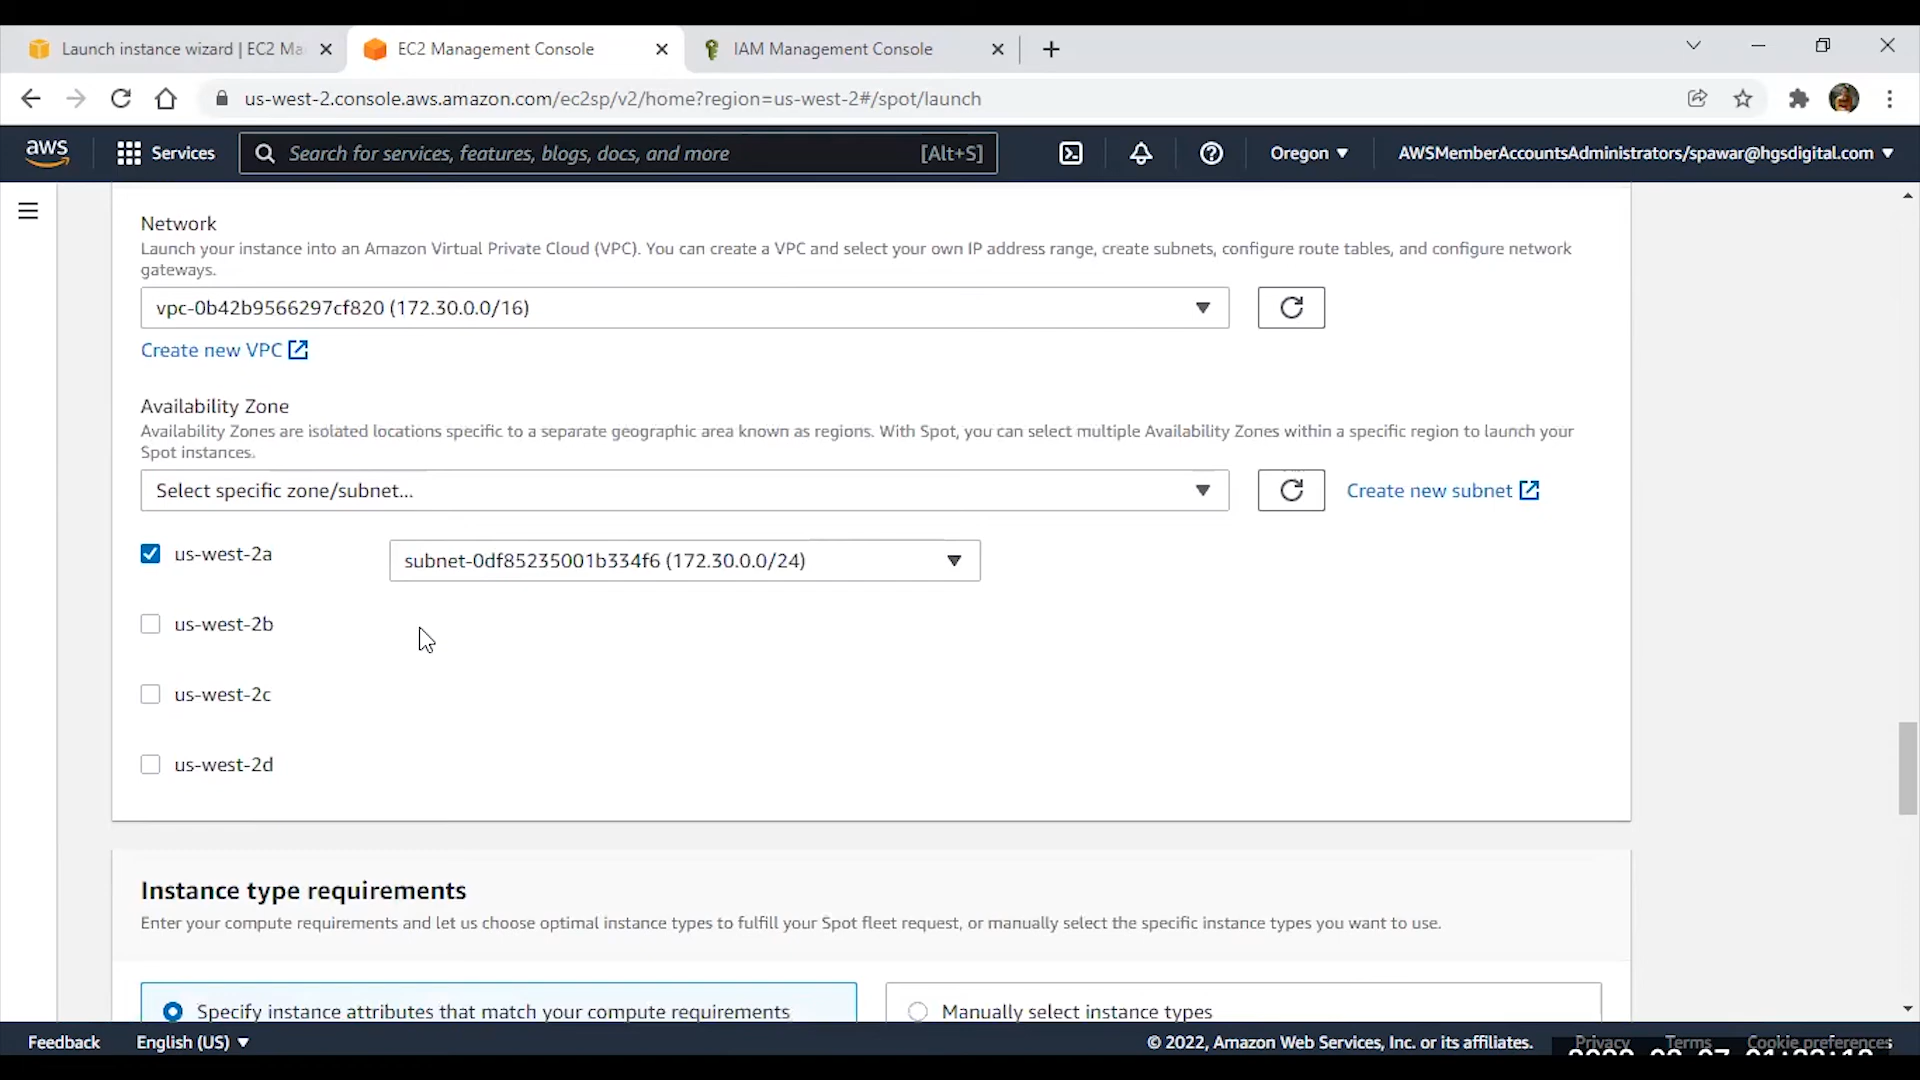 Launch instance wizard | EC2 Ma
EC2 Management Console
IAM Management Console
us-west-2.console.aws.amazon.com/ec2sp/v2/home?region=us-west-2#/spot/launch
aws
Services
Search for services, features, blogs, docs, and more
[Alt+S]
Oregon
AWSMemberAccountsAdministrators/spawar@hgsdigital.com
Network
Launch your instance into an Amazon Virtual Private Cloud (VPC). You can create a VPC and select your own IP address range, create subnets, configure route tables, and configure network
gateways.
vpc-0b42b9566297cf820 (172.30.0.0/16)
Create new VPC
Availability Zone
Availability Zones are isolated locations specific to a separate geographic area known as regions. With Spot, you can select multiple Availability Zones within a specific region to launch your
Spot instances.
Select specific zone/subnet...
Create new subnet
us-west-2a
subnet-0df85235001b334f6 (172.30.0.0/24)
us-west-2b
us-west-2c
us-west-2d
Instance type requirements
Enter your compute requirements and let us choose optimal instance types to fulfill your Spot fleet request, or manually select the specific instance types you want to use.
Specify instance attributes that match your compute requirements
Manually select instance types
Feedback
English (US)
© 2022, Amazon Web Services, Inc. or its affiliates.
Privacy
Terms
Cookie preferences